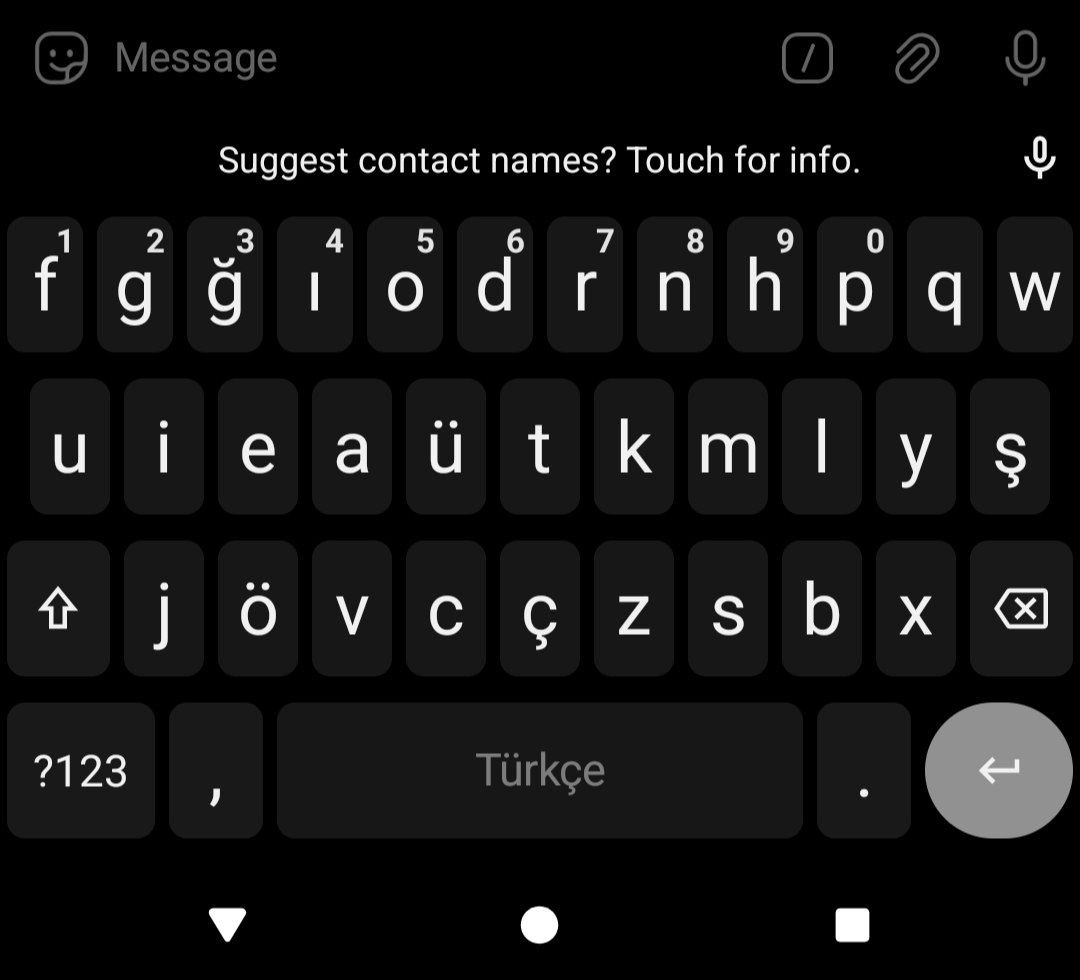 Message
Suggest contact names? Touch for info.
1 2 3 4 5 6 7 8 9 0
f g ğ ı o d r n h p q w
u i e a ü t k m l y ş
j ö v c ç z s b x
?123 , Türkçe .